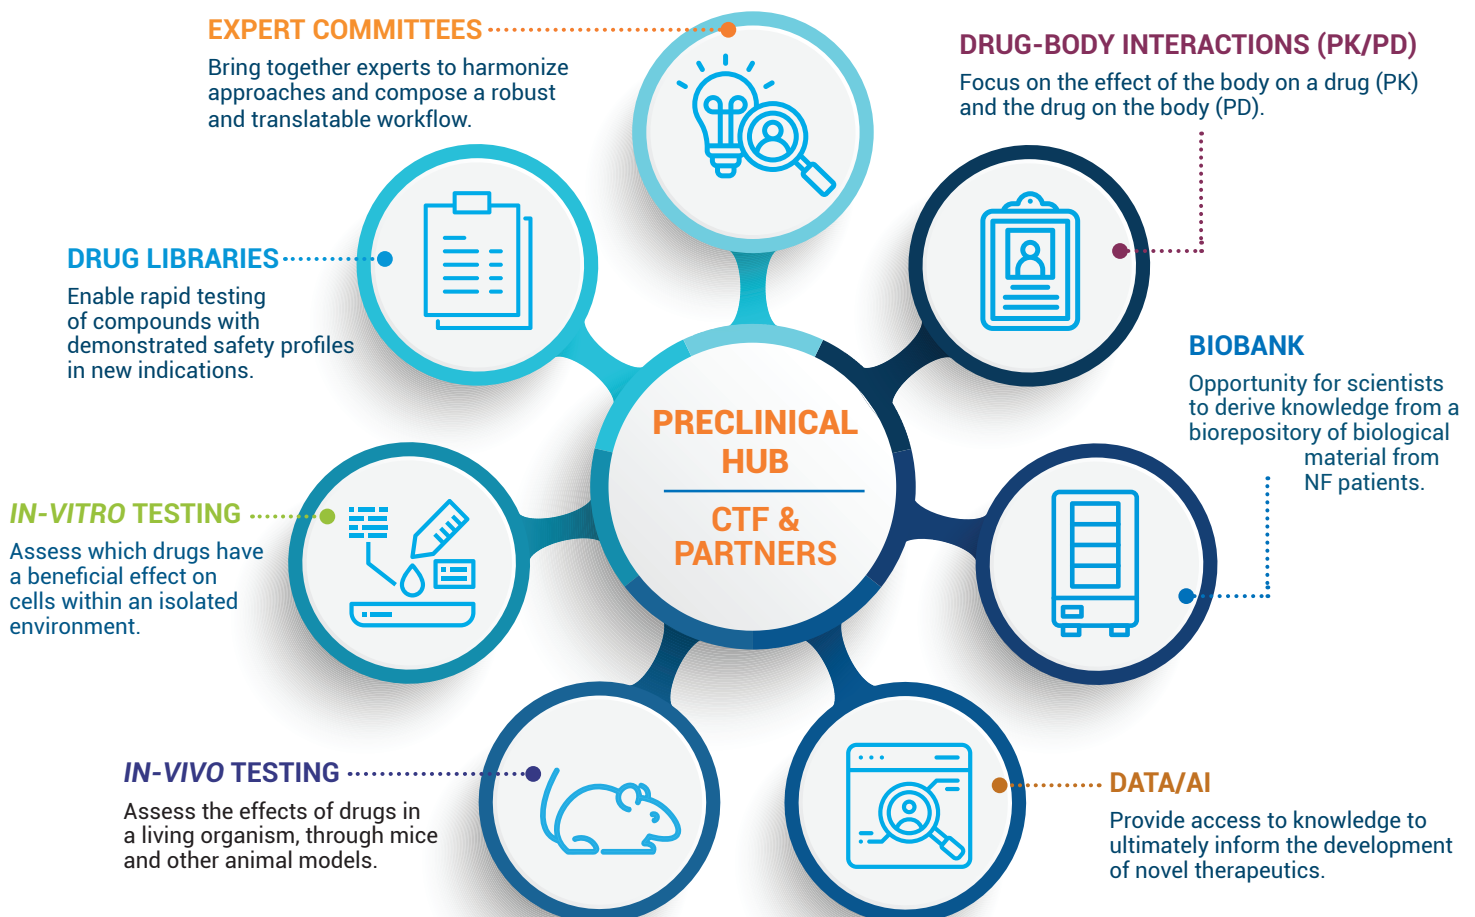 EXPERT COMMITTEES
Bring together experts to harmonize
approaches and compose a robust
and translatable workflow.
DRUG-BODY INTERACTIONS (PK/PD)
Focus on the effect of the body on a drug (PK)
and the drug on the body (PD).
DRUG LIBRARIES
Enable rapid testing
of compounds with
demonstrated safety profiles
in new indications.
BIOBANK
Opportunity for scientists
to derive knowledge from a
biorepository of biological
material from
NF patients.
PRECLINICAL
HUB
CTF &
PARTNERS
IN-VITRO TESTING
Assess which drugs have
a beneficial effect on
cells within an isolated
environment.
IN-VIVO TESTING
Assess the effects of drugs in
a living organism, through mice
and other animal models.
DATA/AI
Provide access to knowledge to
ultimately inform the development
of novel therapeutics.